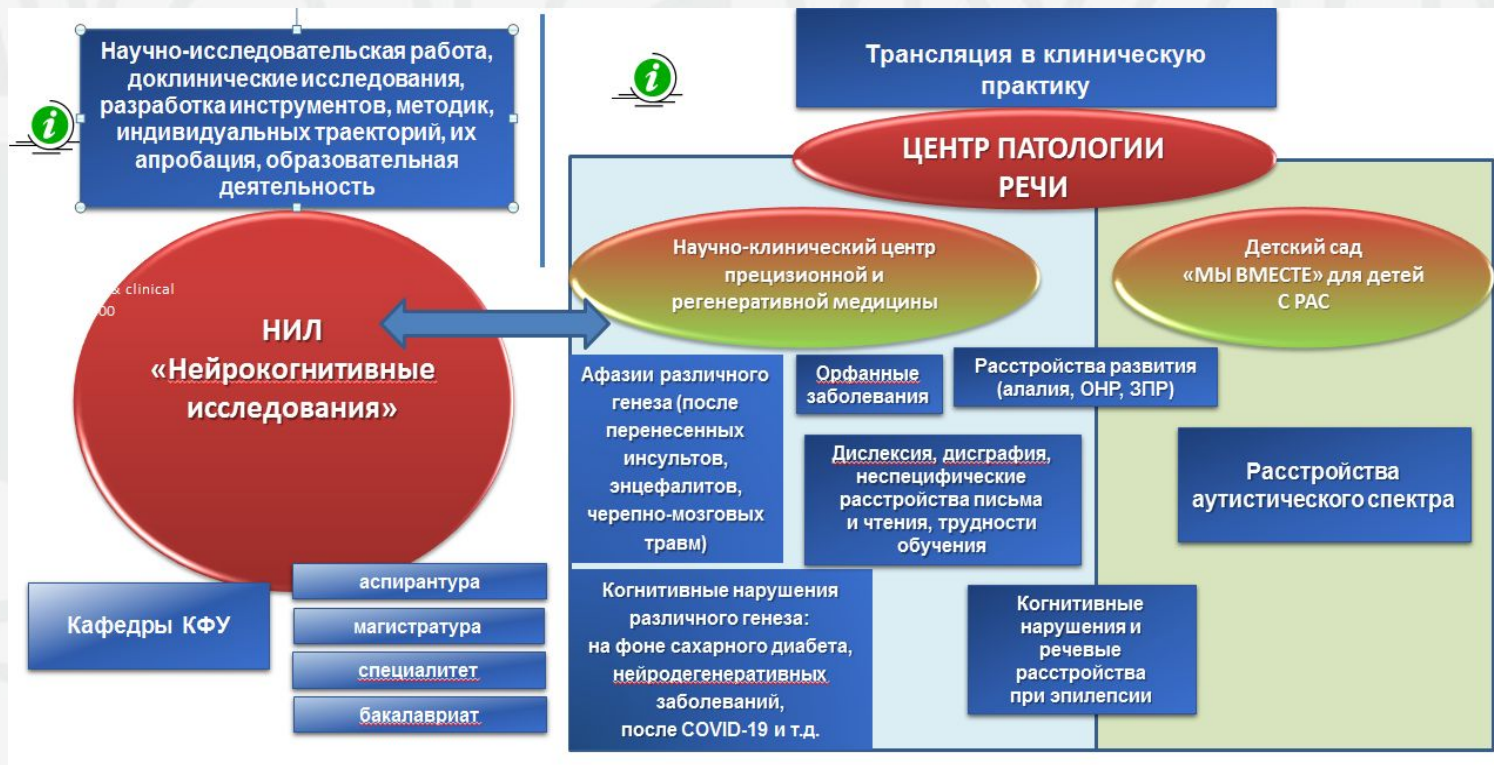 Научно-исследовательская работа,
доклинические исследования,
разработка инструментов, методик,
индивидуальных траекторий, их
апробация, образовательная
деятельность
& clinical
00
НИЛ
«Нейрокогнитивные
исследования»
Кафедры КФУ
аспирантура
магистратура
специалитет
бакалавриат
Трансляция в клиническую
практику
ЦЕНТР ПАТОЛОГИИ
РЕЧИ
Научно-клинический центр
прецизионной и
регенеративной медицины
Детский сад
«МЫ ВМЕСТЕ» для детей
С РАС
Афазии различного
генеза (после
перенесенных
инсультов,
энцефалитов,
черепно-мозговых
травм)
Орфанные
заболевания
Расстройства развития
(алалия, ОНР, ЗПР)
Дислексия, дисграфия,
неспецифические
расстройства письма
и чтения, трудности
обучения
Расстройства
аутистического спектра
Когнитивные нарушения
различного генеза:
на фоне сахарного диабета,
нейродегенеративных
заболеваний,
после COVID-19 и т.д.
Когнитивные
нарушения и
речевые
расстройства
при эпилепсии